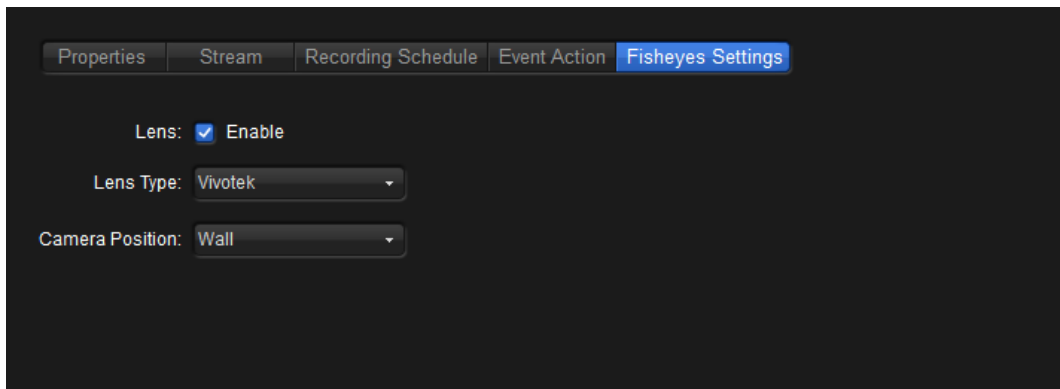 Properties Stream Recording Schedule Event Action Fisheyes Settings
Lens: Enable
Lens Type: Vivotek
Camera Position: Wall